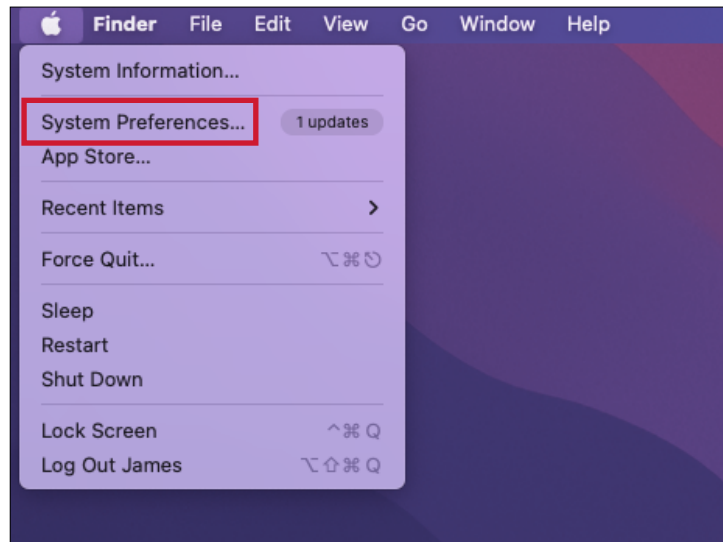 Finder File Edit View Go Window Help
System Information...
System Preferences... 1 updates
App Store...
Recent Items
Force Quit... ⌥⌘⎋
Sleep
Restart
Shut Down
Lock Screen ^⌘Q
Log Out James ⌥⇧⌘Q